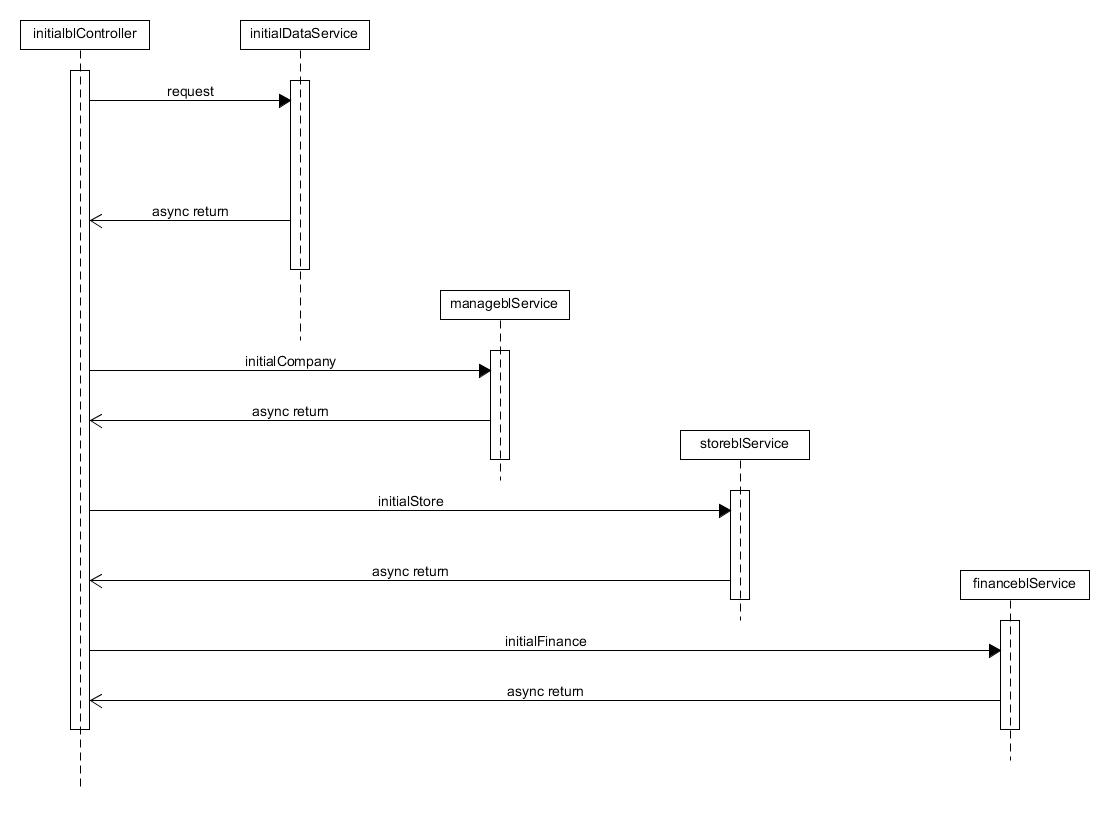 initialblController
initialDataService
request
async return
manageblService
initialCompany
async return
storeblService
initialStore
async return
financeblService
initialFinance
async return